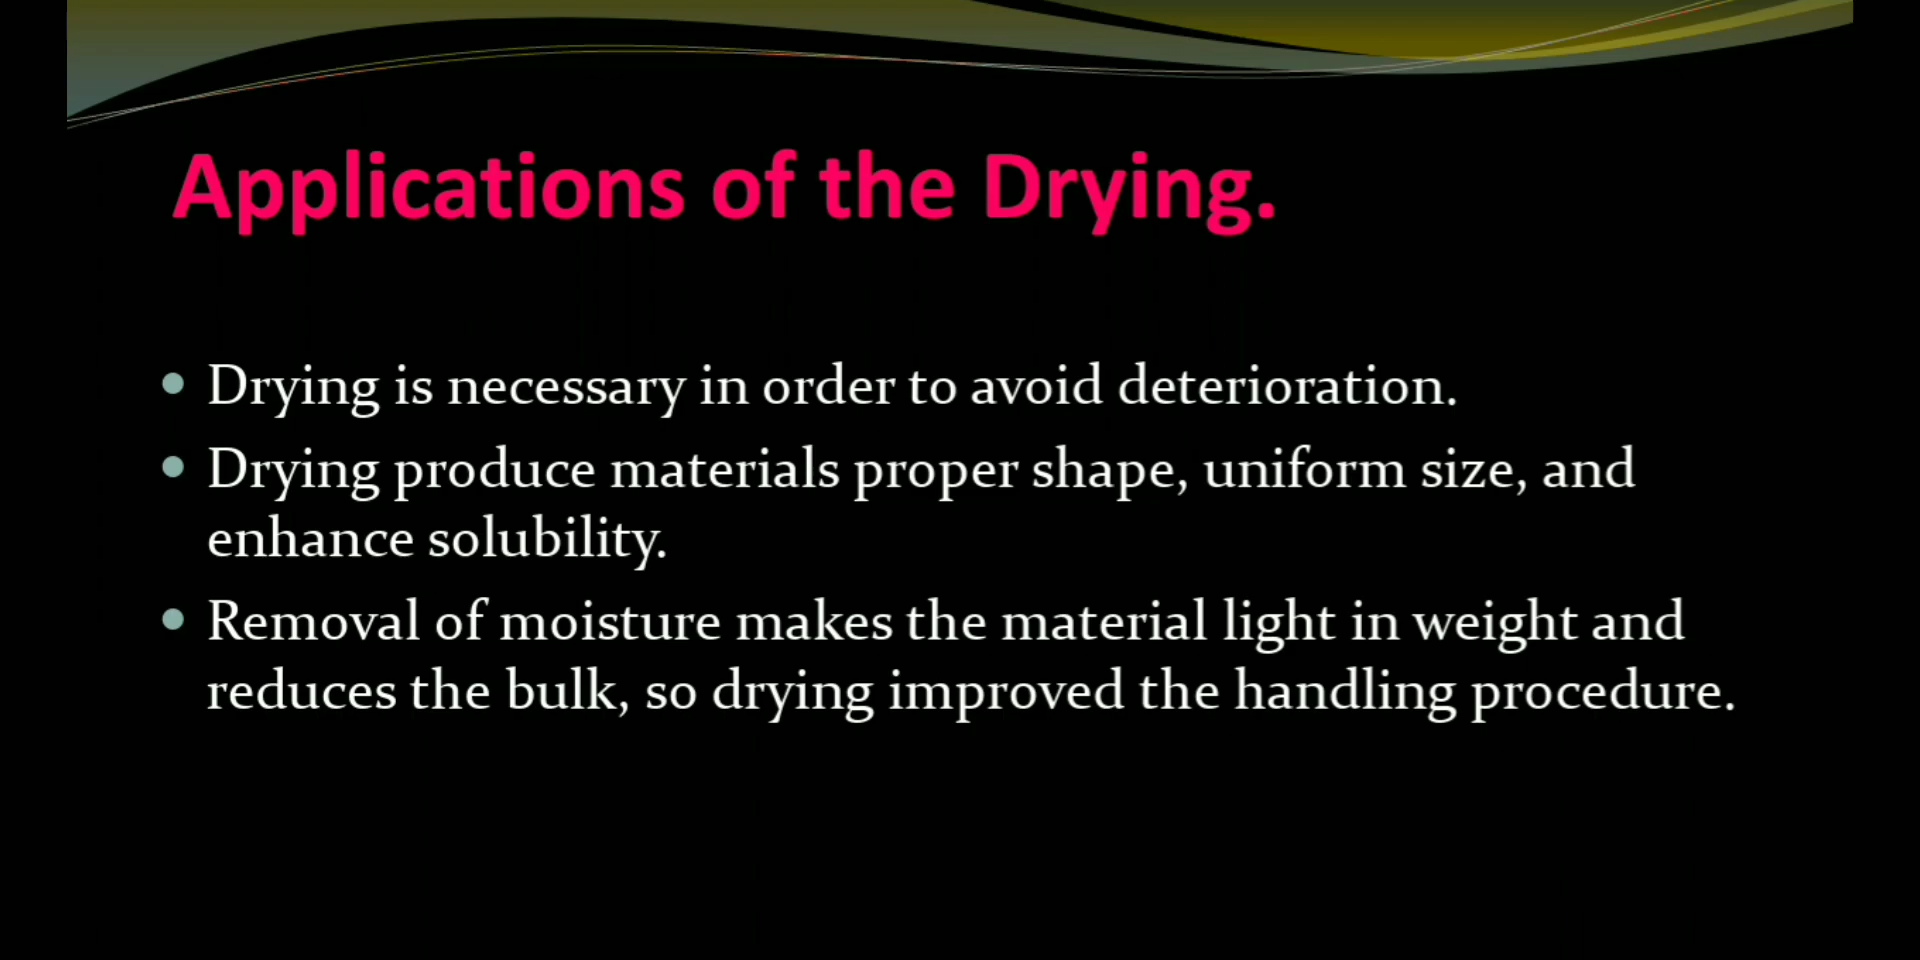 Applications of the Drying.
• Drying is necessary in order to avoid deterioration.
• Drying produce materials proper shape, uniform size, and
enhance solubility.
• Removal of moisture makes the material light in weight and
reduces the bulk, so drying improved the handling procedure.